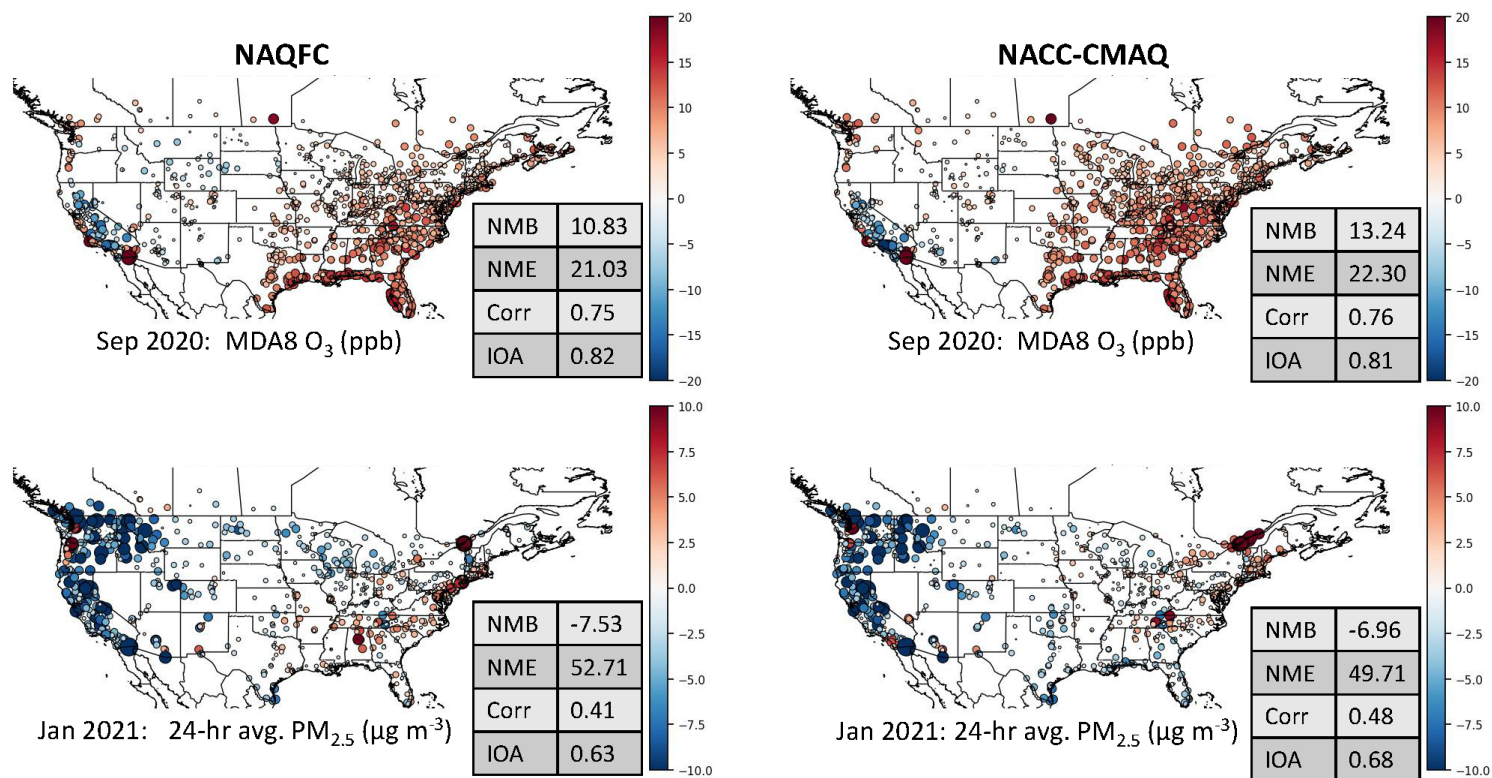 NAQFC
20
15
10
5
0
−5
−10
−15
−20
NMB 10.83
NME 21.03
Corr 0.75
IOA 0.82
Sep 2020: MDA8 O₃ (ppb)
NACC-CMAQ
20
15
10
5
0
−5
−10
−15
−20
NMB 13.24
NME 22.30
Corr 0.76
IOA 0.81
Sep 2020: MDA8 O₃ (ppb)
10.0
7.5
5.0
2.5
0.0
−2.5
−5.0
−7.5
−10.0
NMB -7.53
NME 52.71
Corr 0.41
IOA 0.63
Jan 2021: 24-hr avg. PM₂.₅ (µg m⁻³)
10.0
7.5
5.0
2.5
0.0
−2.5
−5.0
−7.5
−10.0
NMB -6.96
NME 49.71
Corr 0.48
IOA 0.68
Jan 2021: 24-hr avg. PM₂.₅ (µg m⁻³)